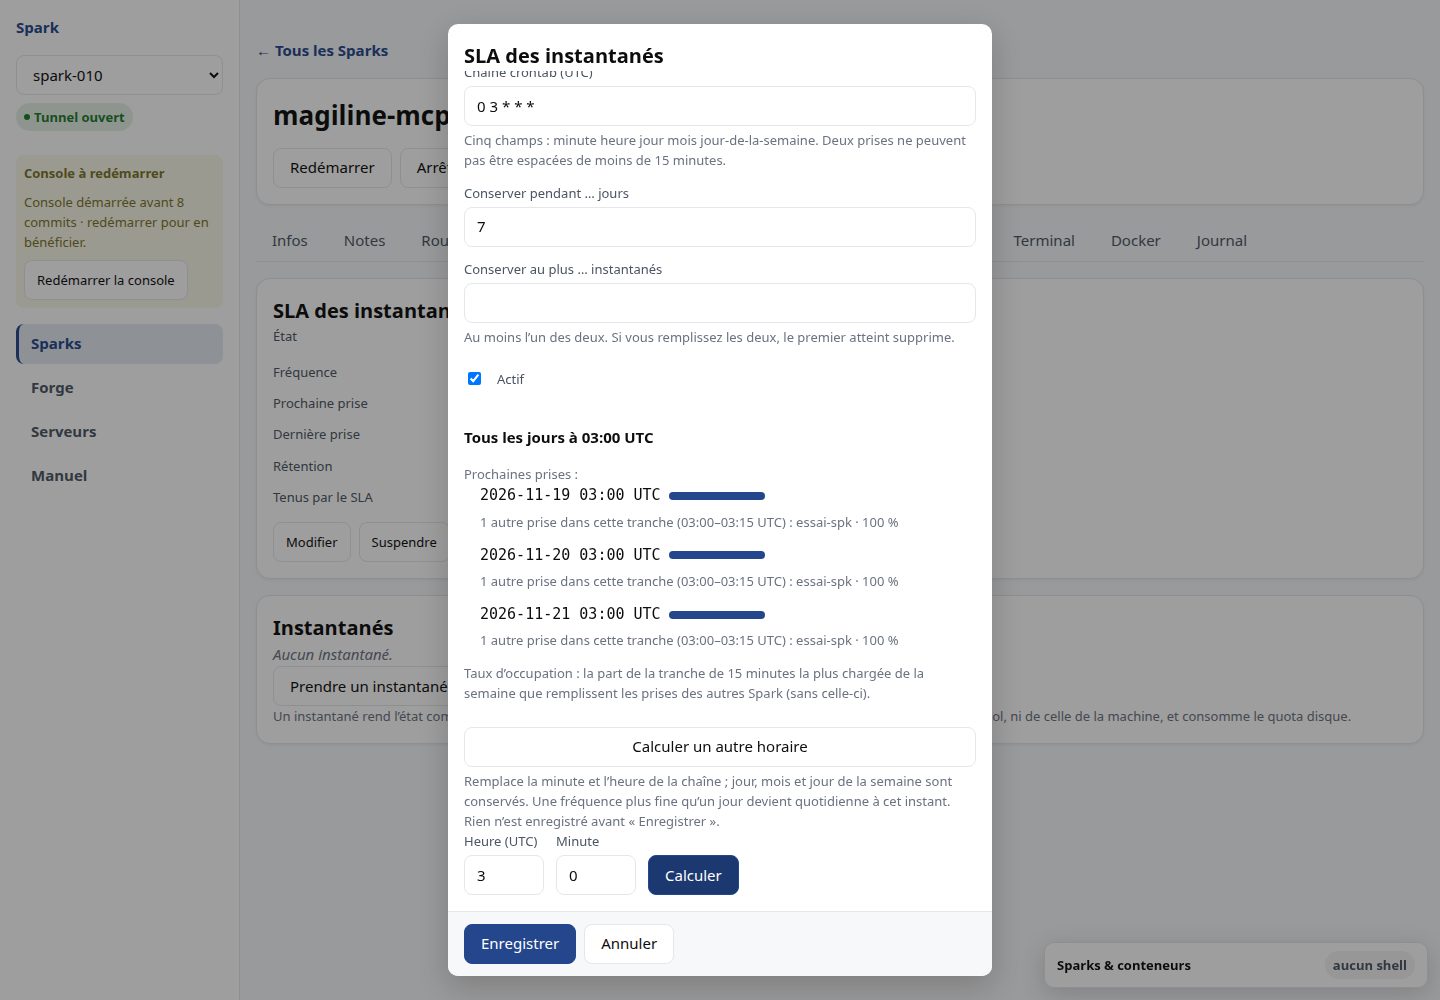 Spark
spark-010
Tunnel ouvert
Console à redémarrer
Console démarrée avant 8
commits · redémarrer pour en
bénéficier.
Redémarrer la console
Sparks
Forge
Serveurs
Manuel
← Tous les Sparks
magiline-mcp
Redémarrer
Arrê
Infos
Notes
Rou
Terminal
Docker
Journal
SLA des instantan
État
Fréquence
Prochaine prise
Dernière prise
Rétention
Tenus par le SLA
Modifier
Suspendre
Instantanés
Aucun instantané.
Prendre un instantané
Un instantané rend l’état com
ol, ni de celle de la machine, et consomme le quota disque.
SLA des instantanés
Chaîne crontab (UTC)
0 3 * * *
Cinq champs : minute heure jour mois jour-de-la-semaine. Deux prises ne peuvent
pas être espacées de moins de 15 minutes.
Conserver pendant … jours
7
Conserver au plus … instantanés
Au moins l’un des deux. Si vous remplissez les deux, le premier atteint supprime.
Actif
Tous les jours à 03:00 UTC
Prochaines prises :
2026-11-19 03:00 UTC
1 autre prise dans cette tranche (03:00–03:15 UTC) : essai-spk · 100 %
2026-11-20 03:00 UTC
1 autre prise dans cette tranche (03:00–03:15 UTC) : essai-spk · 100 %
2026-11-21 03:00 UTC
1 autre prise dans cette tranche (03:00–03:15 UTC) : essai-spk · 100 %
Taux d’occupation : la part de la tranche de 15 minutes la plus chargée de la
semaine que remplissent les prises des autres Spark (sans celle-ci).
Calculer un autre horaire
Remplace la minute et l’heure de la chaîne ; jour, mois et jour de la semaine sont
conservés. Une fréquence plus fine qu’un jour devient quotidienne à cet instant.
Rien n’est enregistré avant « Enregistrer ».
Heure (UTC) Minute
3 0 Calculer
Enregistrer Annuler
Sparks & conteneurs aucun shell